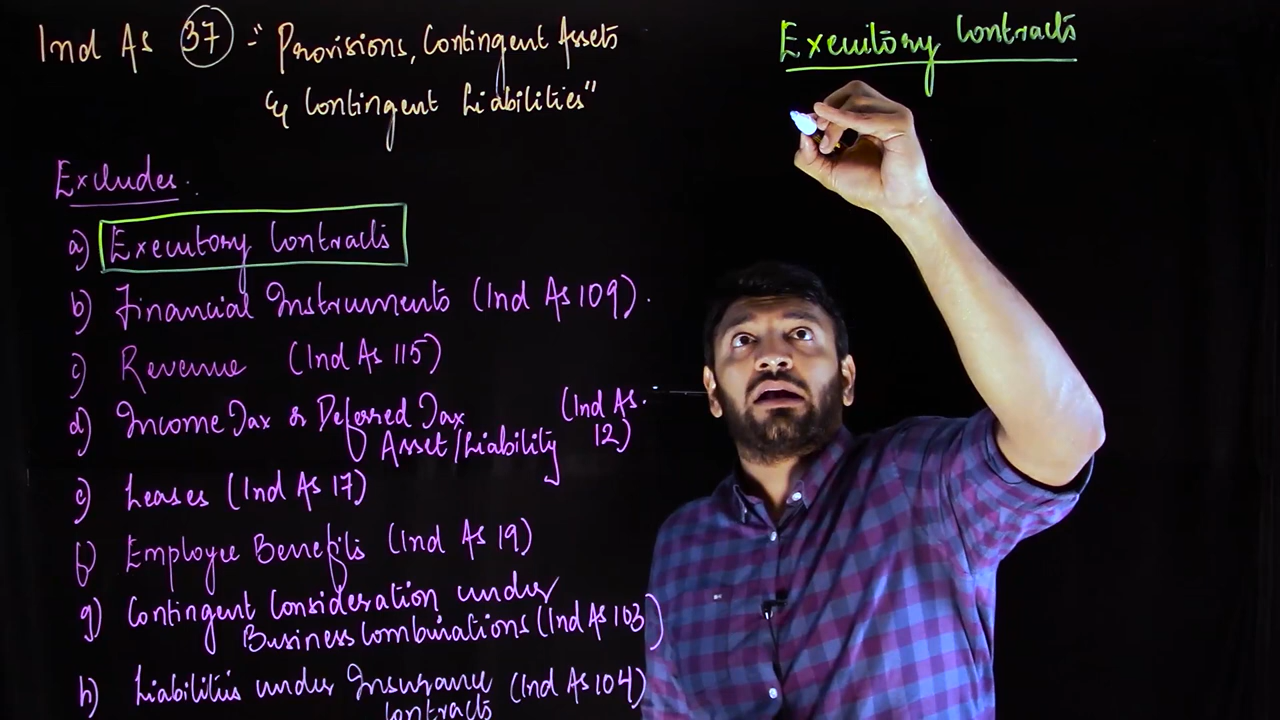 Ind As 37 :- "Provisions, Contingent Assets
& Contingent Liabilities"
Excludes.
a) Executory Contracts
b) Financial Instruments (Ind As 109).
c) Revenue (Ind As 115)
d) Income Tax or Deferred Tax
Asset/Liability (Ind As. 12)
e) Leases (Ind As 17)
f) Employee Benefits (Ind As 19)
g) Contingent Consideration under
Business Combinations (Ind As 103)
h) Liabilities under Insurance
Contracts (Ind As 104)
Executory Contracts